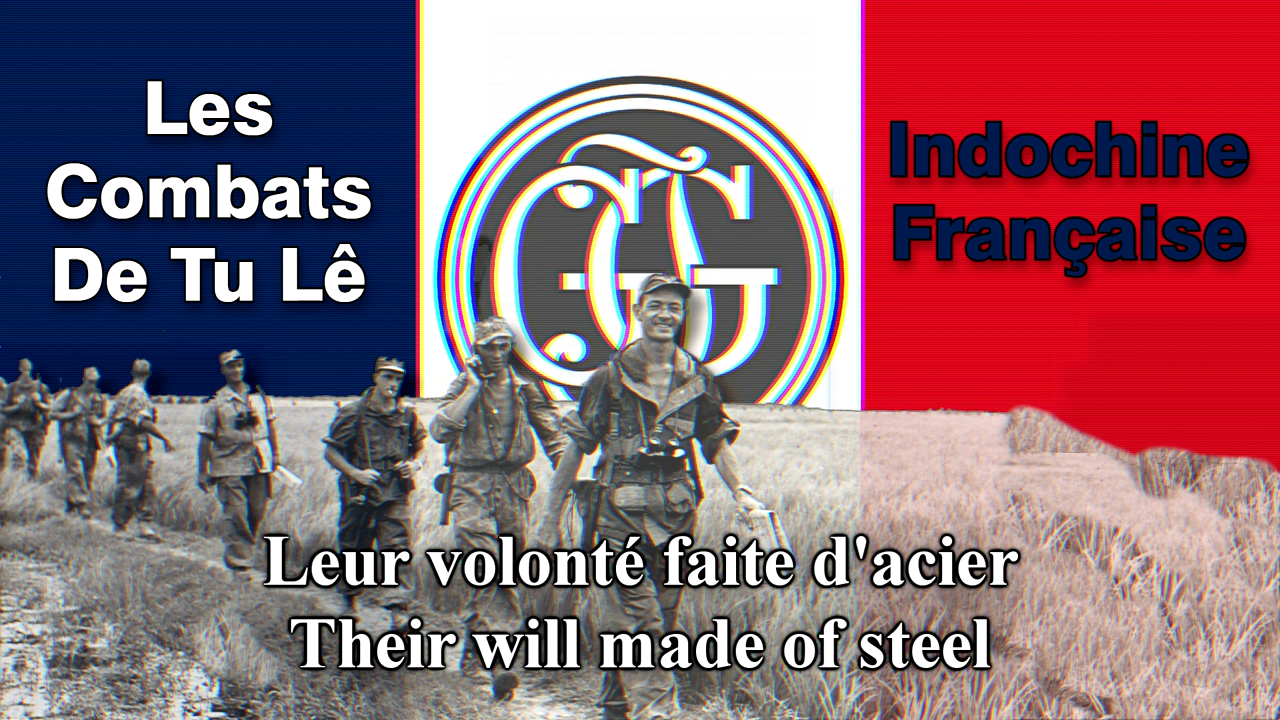 Les
Combats
De Tu Lê
Indochine
Française
Leur volonté faite d'acier
Their will made of steel